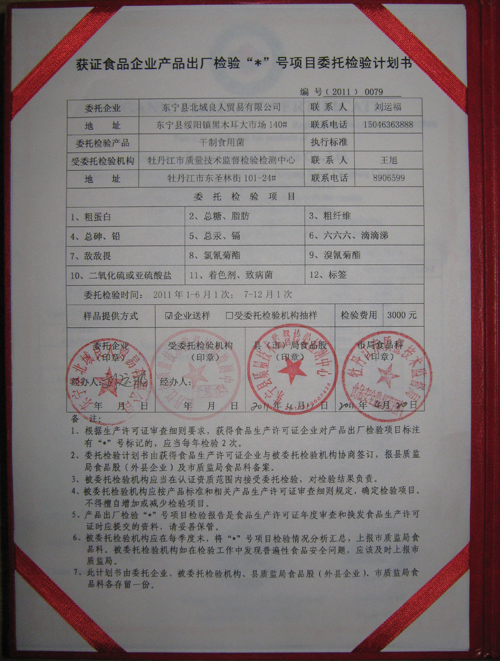 获证食品企业产品出厂检验“*”号项目委托检验计划书
编 号(2011) 0079
委托企业 东宁县北域良人贸易有限公司 联 系 人 刘运福
地 址 东宁县绥阳镇黑木耳大市场 140# 联系电话 15046363888
委托检验产品 干制食用菌 执行标准
受委托检验机构 牡丹江市质量技术监督检验检测中心 联 系 人 王旭
地 址 牡丹江市东圣林街 101-24# 联系电话 8906599
委 托 检 验 项 目
1、粗蛋白 2、总糖、脂肪 3、粗纤维
4、总砷、铅 5、总汞、镉 6、六六六、滴滴涕
7、敌敌畏 8、氯氰菊酯 9、溴氰菊酯
10、二氧化硫或亚硫酸盐 11、着色剂、致病菌 12、标签
委托检验时间: 2011 年 1-6 月 1 次; 7-12 月 1 次
样品提供方式 ☑企业送样 □受委托检验机构抽样 检验费用 3000 元
委托企业 受委托检验机构 县(市)局食品股 市局食品科
(印章) (印章) (印章) (印章)
经办人: 经办人:
年 月 日 年 月 日
备 注:
1、根据生产许可证审查细则要求,获得食品生产许可证企业对产品出厂检验项目标注
有“*”号标记的,应当每年检验 2 次。
2、委托检验计划书由获得食品生产许可证企业与被委托检验机构协商签订,报县质监
局食品股(外县企业)及市质监局食品科备案。
3、被委托检验机构应当在认证资质范围内接受委托检验,对检验结果负责。
4、被委托检验机构应按产品标准和相关产品生产许可证审查细则规定,确定检验项目,
不得擅自增加或减少检验项目。
5、产品出厂检验“*”号项目检验报告是食品生产许可证年度审查和换发食品生产许可
证时应提交的资料,请妥善保管。
6、被委托检验机构应在每季度末,将“*”号项目检验情况分析汇总,上报市质监局食
品科。被委托检验机构如在检验工作中发现普遍性食品安全问题,应该及时上报市
质监局。
7、此计划书由委托企业、被委托检验机构、县质监局食品股(外县企业)、市质监局食
品科各存留一份。